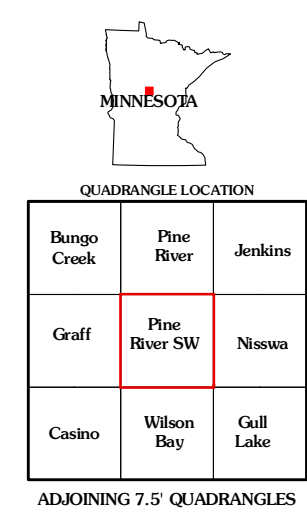 MINNESOTA
QUADRANGLE LOCATION
Bungo
Creek
Pine
River
Jenkins
Graff
Pine
River SW
Nisswa
Casino
Wilson
Bay
Gull
Lake
ADJOINING 7.5' QUADRANGLES